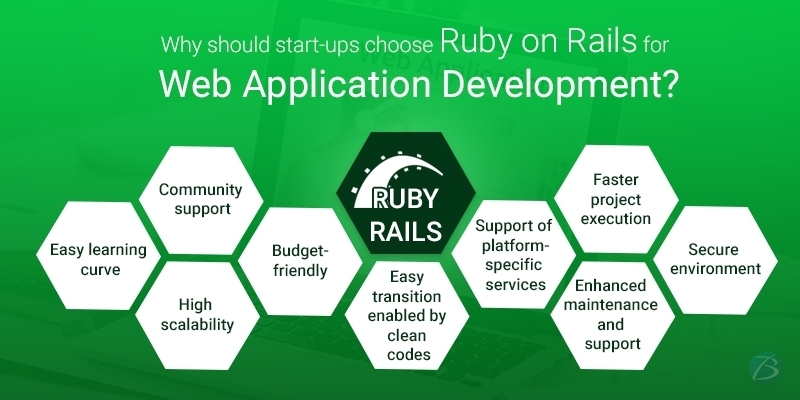 Why should start-ups choose Ruby on Rails for
Web Application Development?
Easy learning
curve
Community
support
High
scalability
Budget-
friendly
RUBY
RAILS
Easy
transition
enabled by
clean
codes
Support of
platform-
specific
services
Faster
project
execution
Enhanced
maintenance
and
support
Secure
environment